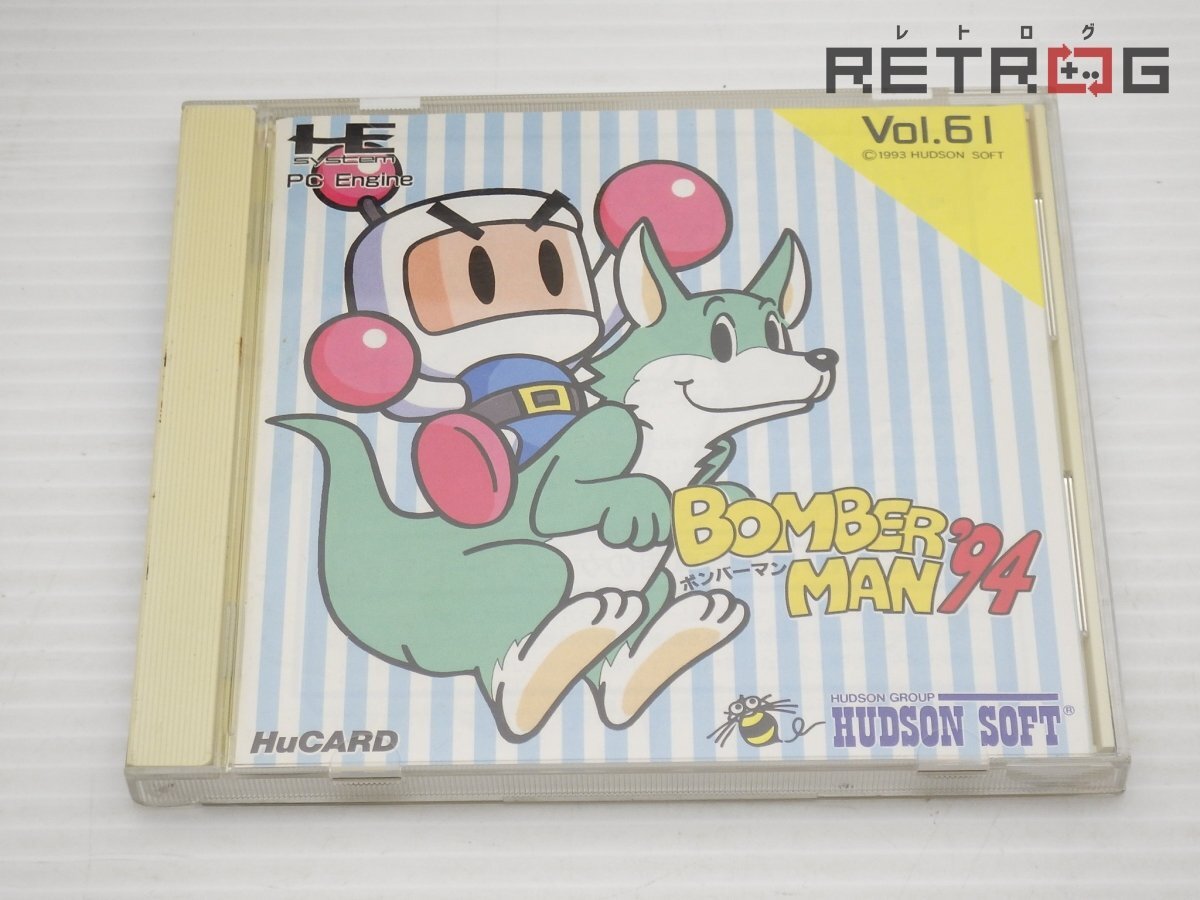 レトログ
RETROG
HE
system
PC Engine
Vol.61
©1993 HUDSON SOFT
BOMBER
MAN '94
ボンバーマン
HUDSON GROUP
HUDSON SOFT®
HuCARD